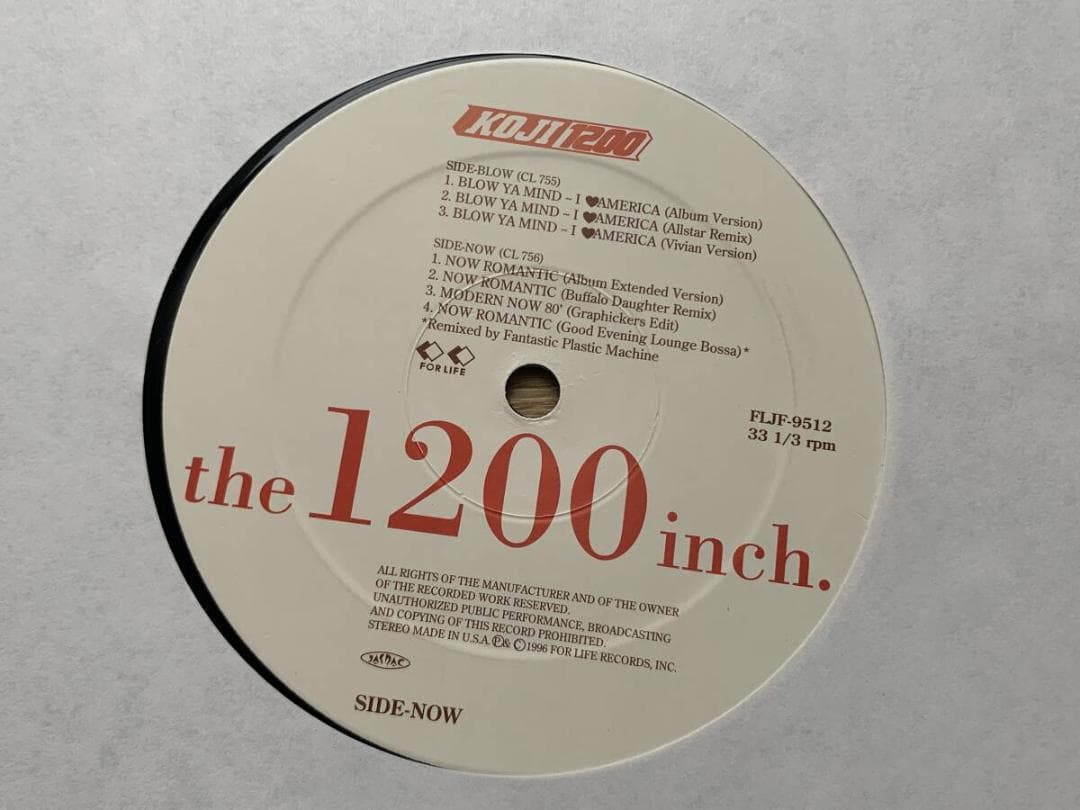 KOJI 1200
SIDE-BLOW (CL 755)
1. BLOW YA MIND ~ I ♥AMERICA (Album Version)
2. BLOW YA MIND ~ I ♥AMERICA (Allstar Remix)
3. BLOW YA MIND ~ I ♥AMERICA (Vivian Version)
SIDE-NOW (CL 756)
1. NOW ROMANTIC (Album Extended Version)
2. NOW ROMANTIC (Buffalo Daughter Remix)
3. MODERN NOW 80' (Graphickers Edit)
4. NOW ROMANTIC (Good Evening Lounge Bossa)*
*Remixed by Fantastic Plastic Machine
FOR LIFE
FLJF-9512
33 1/3 rpm
the 1200 inch.
ALL RIGHTS OF THE MANUFACTURER AND OF THE OWNER
OF THE RECORDED WORK RESERVED.
UNAUTHORIZED PUBLIC PERFORMANCE, BROADCASTING
AND COPYING OF THIS RECORD PROHIBITED.
STEREO MADE IN U.S.A. ℗& ©1996 FOR LIFE RECORDS, INC.
JASRAC
SIDE-NOW